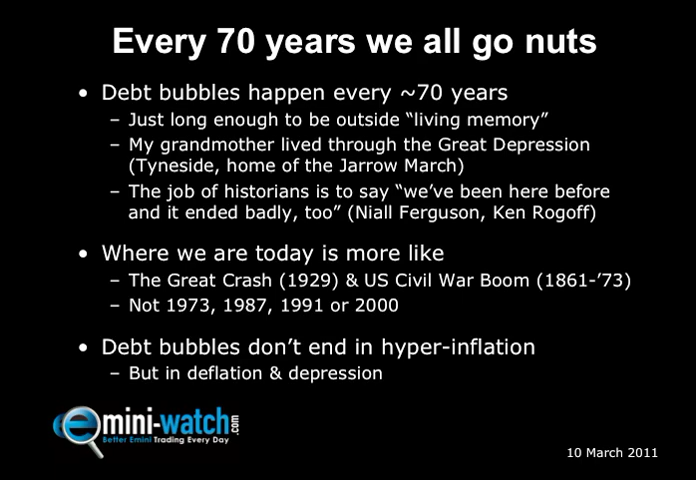 Every 70 years we all go nuts
• Debt bubbles happen every ~70 years
– Just long enough to be outside “living memory”
– My grandmother lived through the Great Depression
(Tyneside, home of the Jarrow March)
– The job of historians is to say “we’ve been here before
and it ended badly, too” (Niall Ferguson, Ken Rogoff)
• Where we are today is more like
– The Great Crash (1929) & US Civil War Boom (1861-’73)
– Not 1973, 1987, 1991 or 2000
• Debt bubbles don’t end in hyper-inflation
– But in deflation & depression
emini-watch.com
Better Emini Trading Every Day
10 March 2011